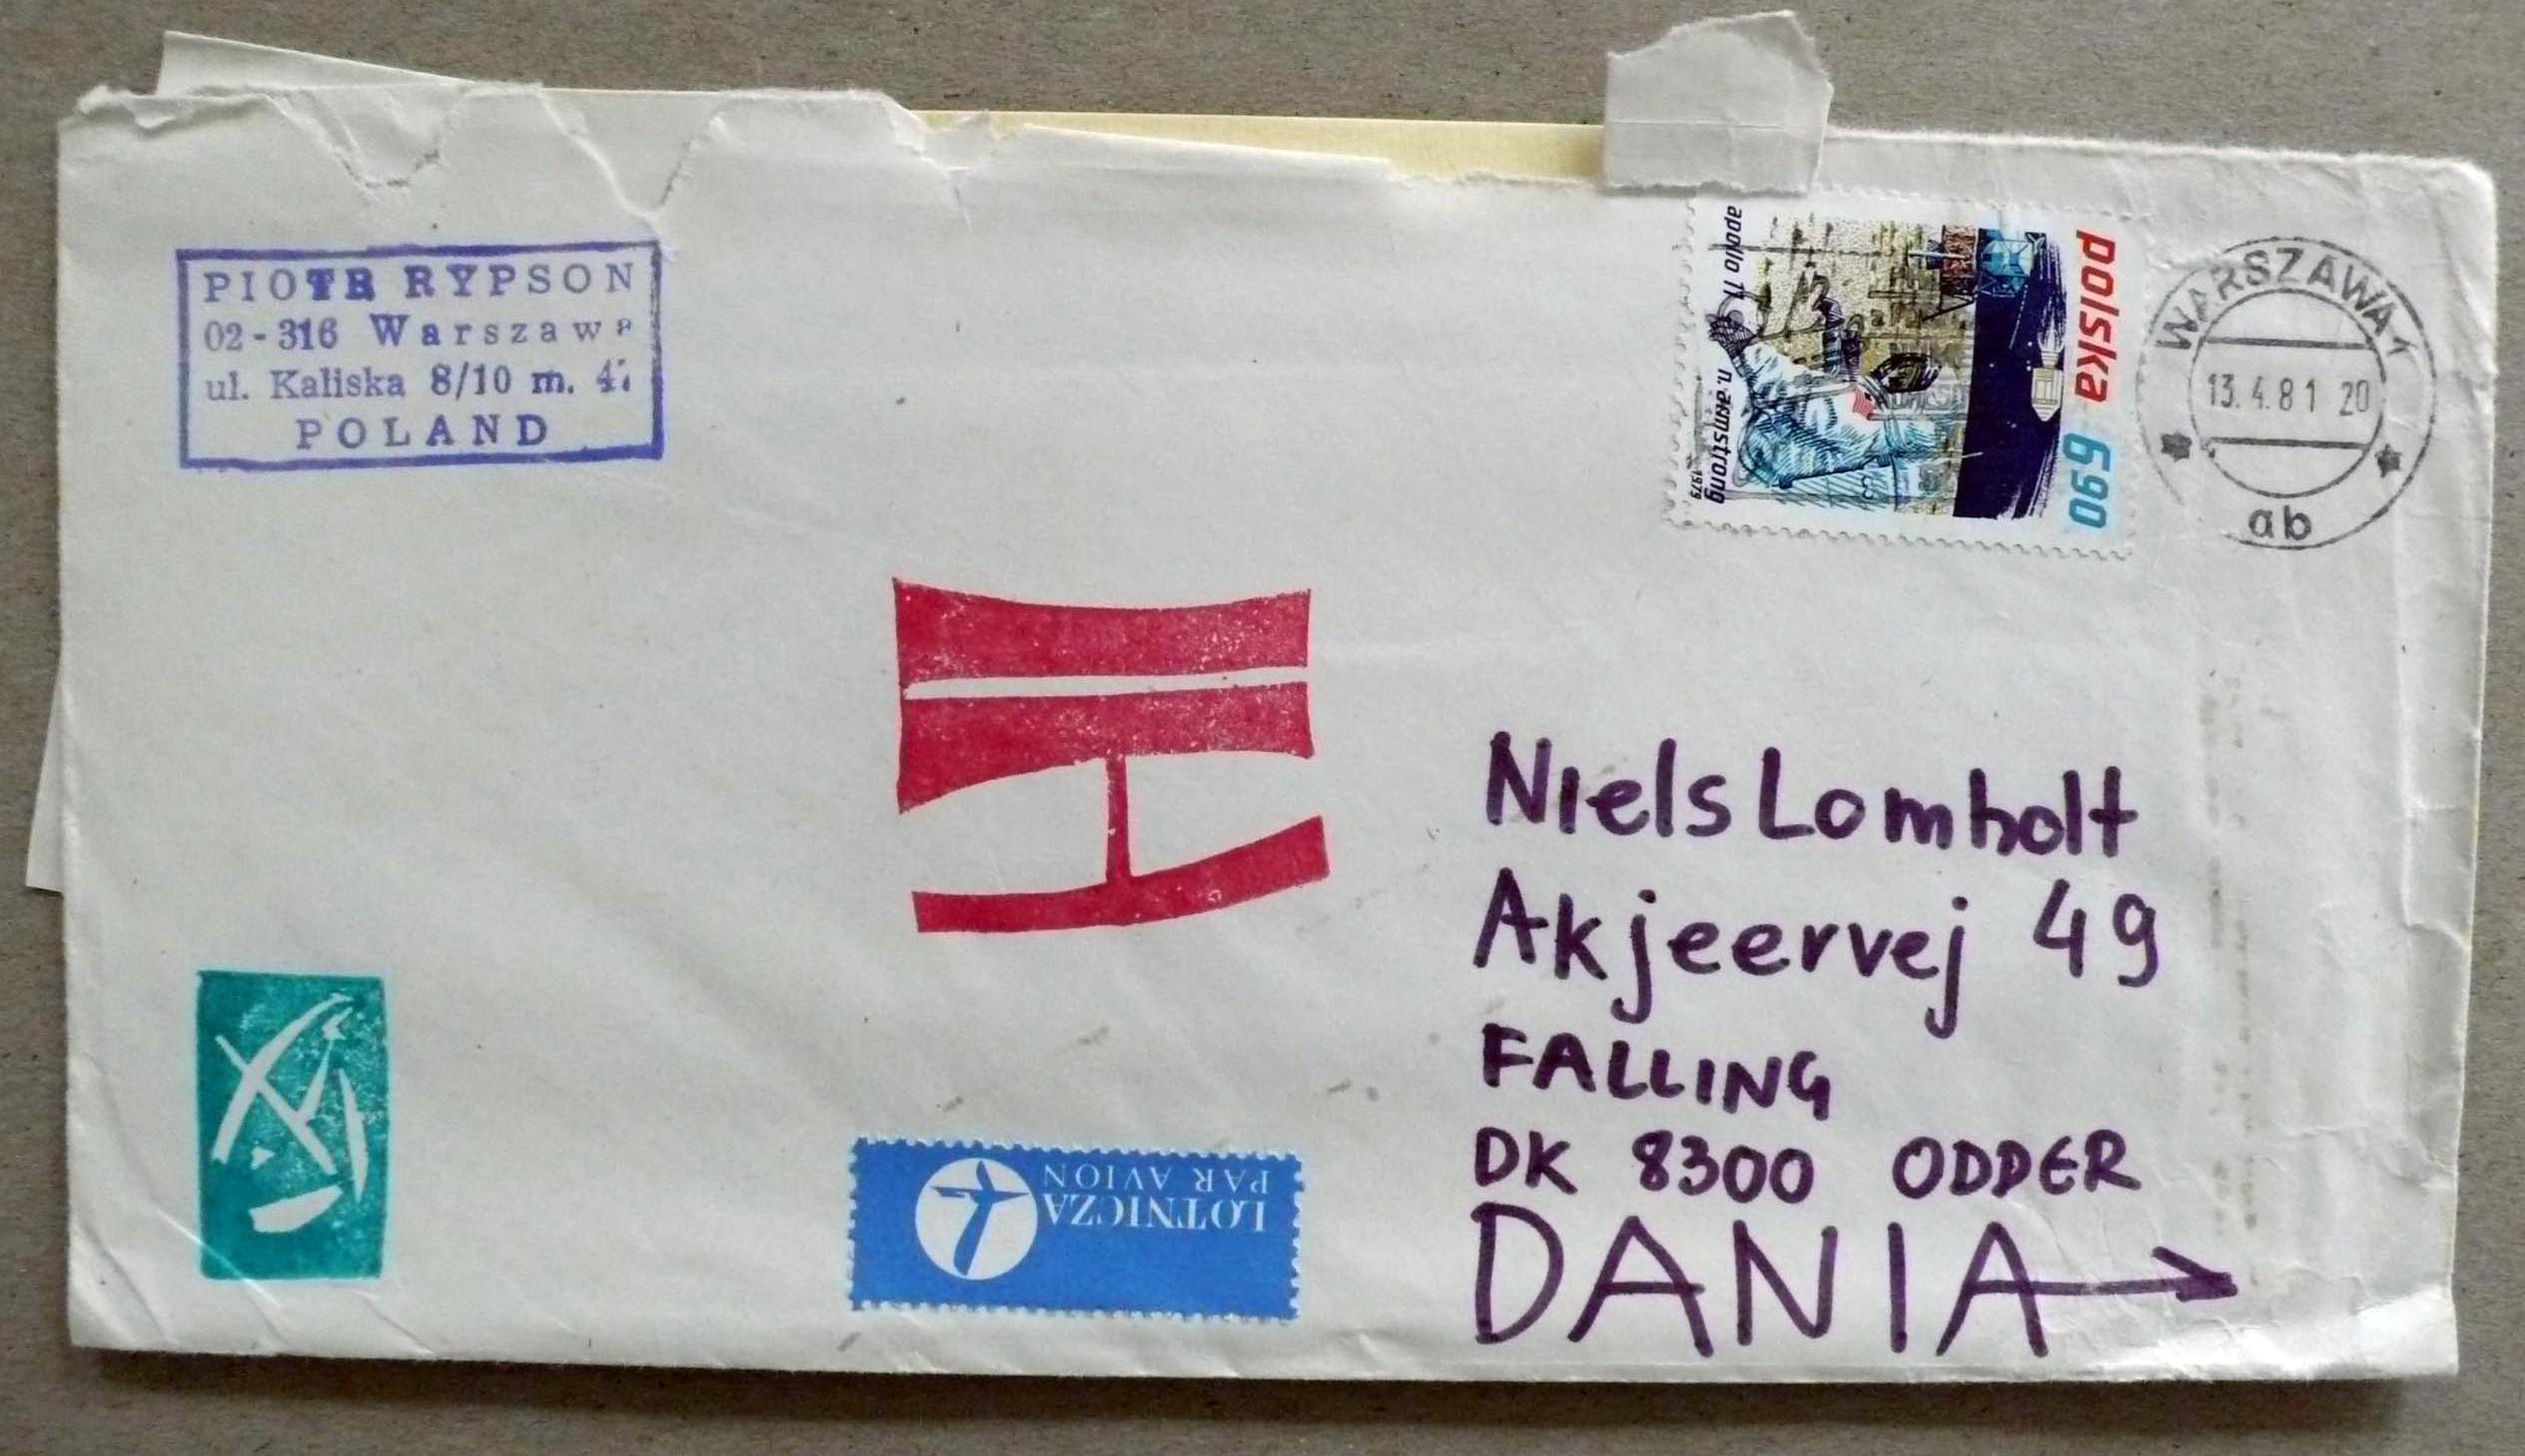 PIOTR RYPSON
02-316 Warszawa
ul. Kaliska 8/10 m.
POLAND
polska 6,90
apollo 11
n. armstrong
1979
WARSZAWA 1
13.4.81 20
ab
Niels Lomholt
Akjeervej 49
FALLING
DK 8300 ODDER
DANIA
LOTNICZA
PAR AVION